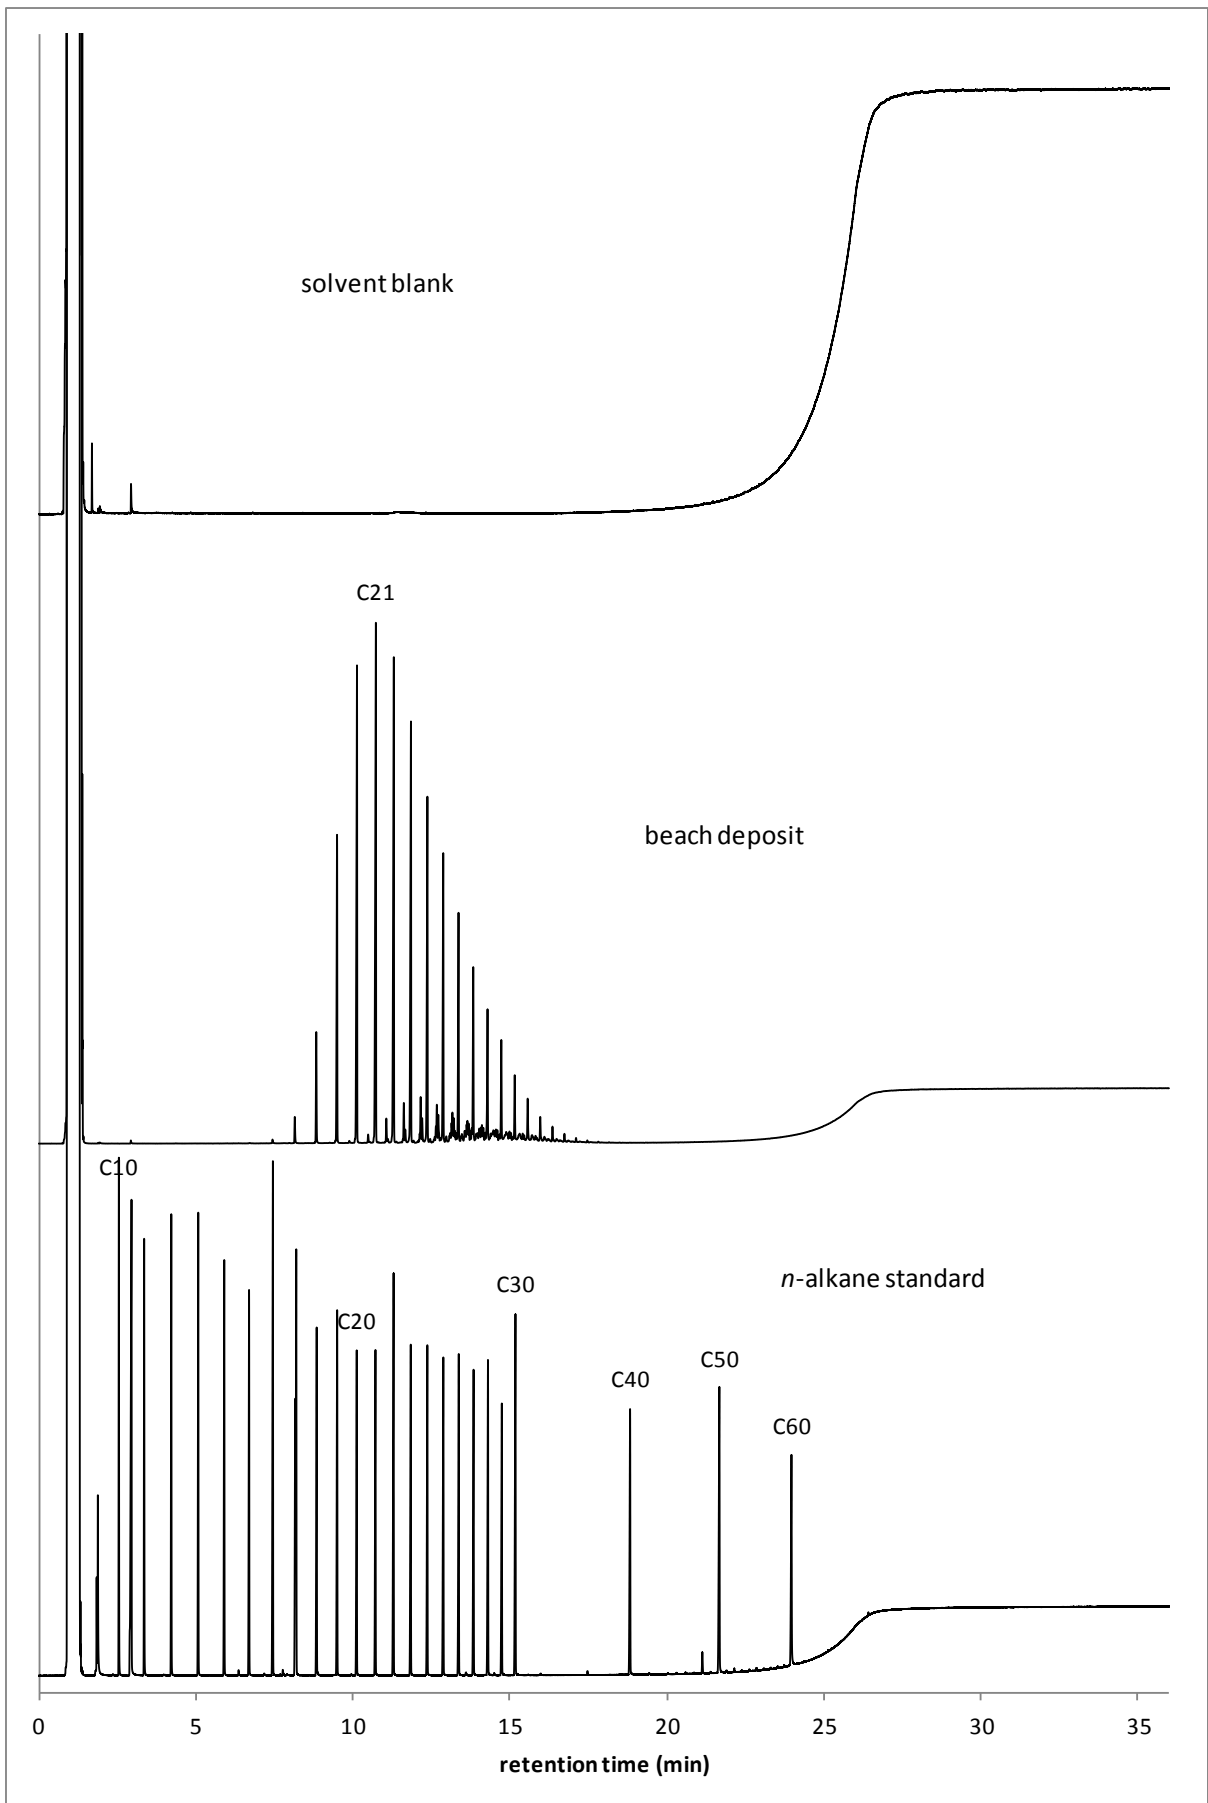 solvent blank
C21
beach deposit
C10
n-alkane standard
C30
C20
C50
C40
C60
0 5 10 15 20 25 30 35
retention time (min)